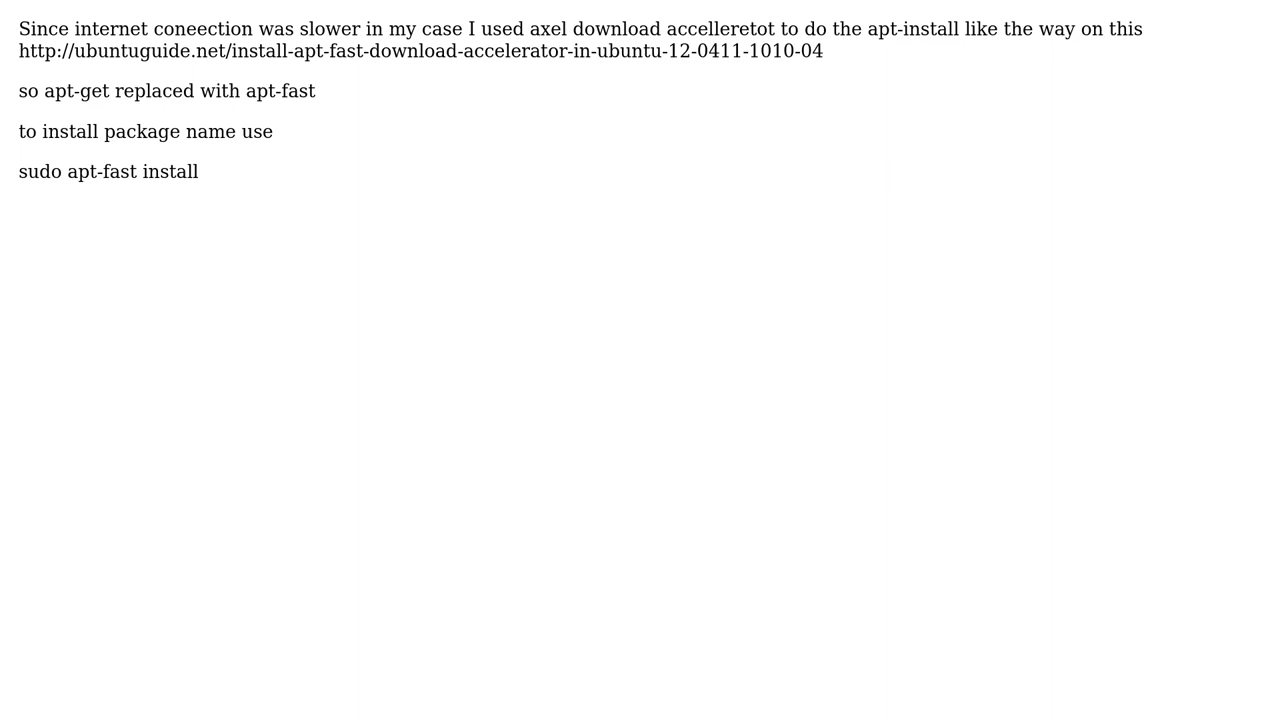 Since internet coneection was slower in my case I used axel download accelleretot to do the apt-install like the way on this
http://ubuntuguide.net/install-apt-fast-download-accelerator-in-ubuntu-12-0411-1010-04
so apt-get replaced with apt-fast
to install package name use
sudo apt-fast install